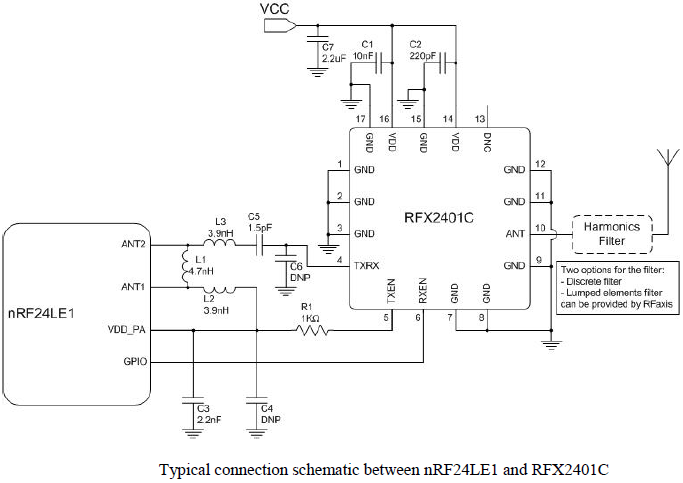 VCC
C7
2.2uF
C1
10nF
C2
220pF
17
16
15
14
13
GND
VDD
GND
VDD
DNC
1
GND
2
GND
3
GND
4
TXRX
RFX2401C
GND
12
GND
11
ANT
10
GND
9
TXEN
RXEN
GND
GND
5
6
7
8
Harmonics
Filter
Two options for the filter:
- Discrete filter
- Lumped elements filter
can be provided by RFaxis
nRF24LE1
ANT2
ANT1
VDD_PA
GPIO
L3
3.9nH
C5
1.5pF
L1
4.7nH
L2
3.9nH
C6
DNP
R1
1KΩ
C3
2.2nF
C4
DNP
Typical connection schematic between nRF24LE1 and RFX2401C